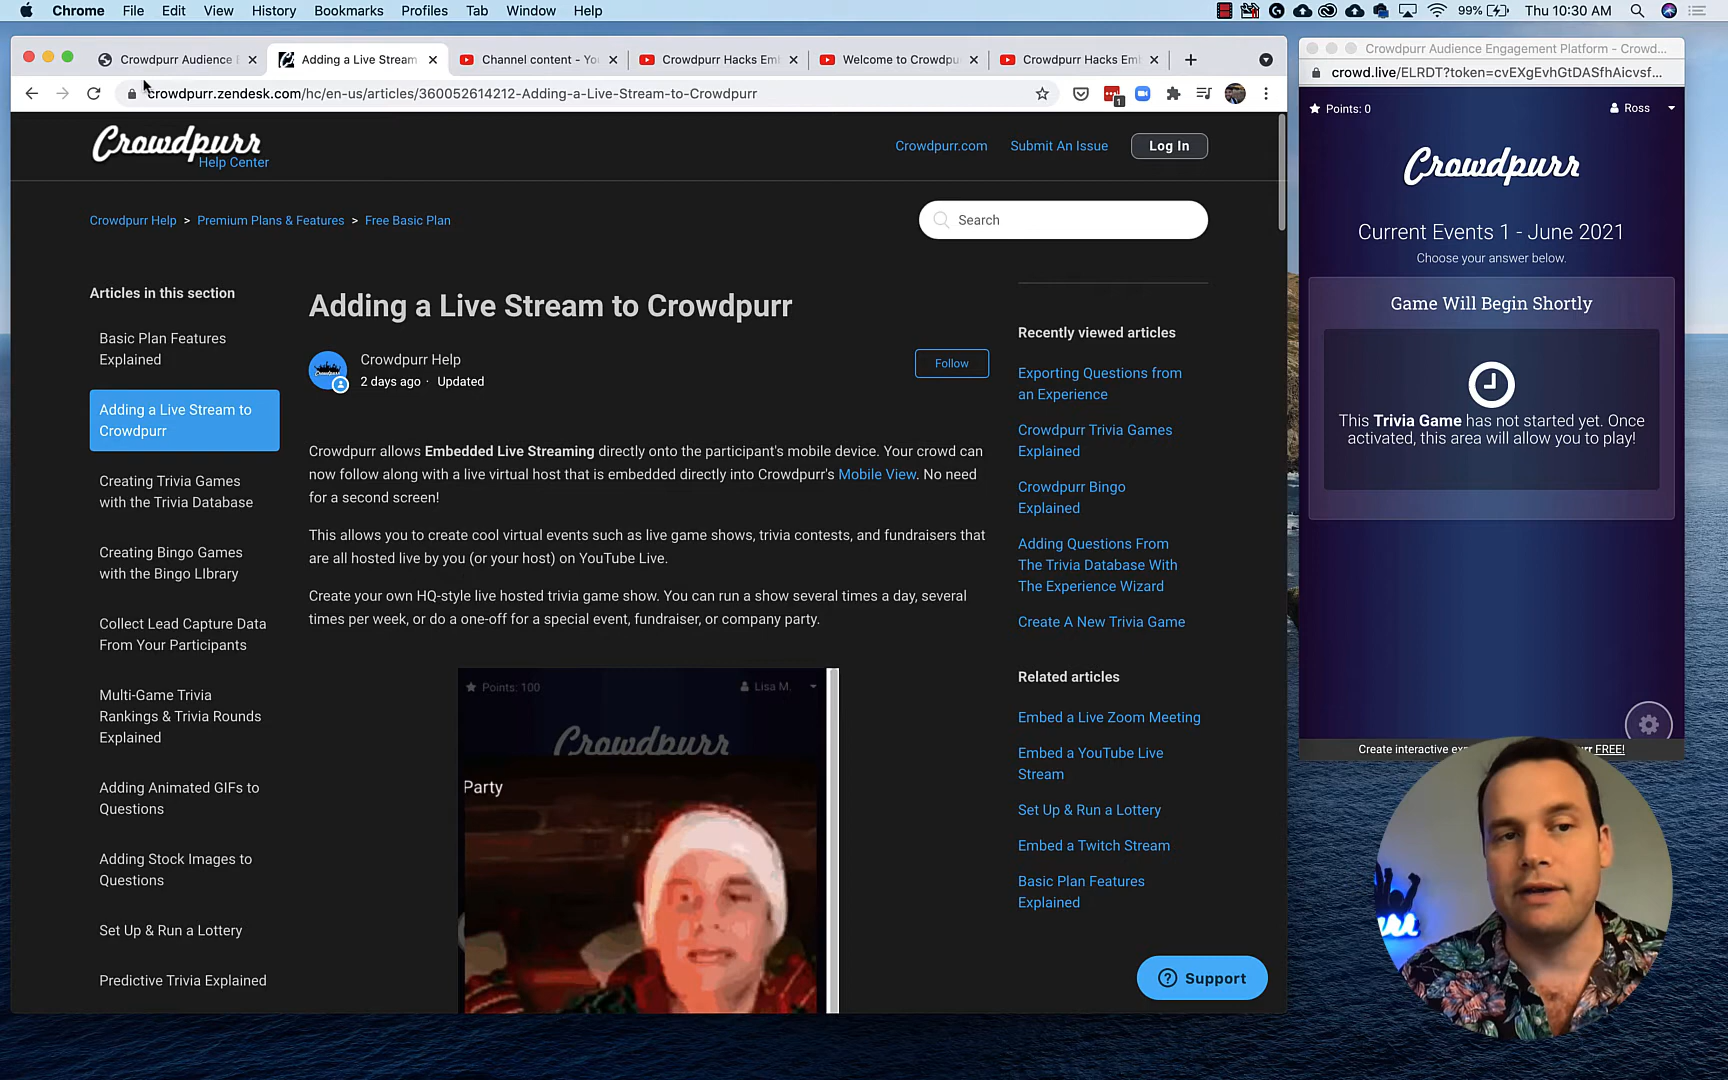 Chrome File Edit View History Bookmarks Profiles Tab Window Help
99% Thu 10:30 AM
Crowdpurr Audience E
Adding a Live Stream
Channel content - You
Crowdpurr Hacks Emb
Welcome to Crowdpu
Crowdpurr Hacks Emb
crowdpurr.zendesk.com/hc/en-us/articles/360052614212-Adding-a-Live-Stream-to-Crowdpurr
1
Crowdpurr
Help Center
Crowdpurr.com Submit An Issue Log In
Crowdpurr Help > Premium Plans & Features > Free Basic Plan
Search
Articles in this section
Basic Plan Features
Explained
Adding a Live Stream to
Crowdpurr
Creating Trivia Games
with the Trivia Database
Creating Bingo Games
with the Bingo LIbrary
Collect Lead Capture Data
From Your Participants
Multi-Game Trivia
Rankings & Trivia Rounds
Explained
Adding Animated GIFs to
Questions
Adding Stock Images to
Questions
Set Up & Run a Lottery
Predictive Trivia Explained
Adding a Live Stream to Crowdpurr
Crowdpurr Help
2 days ago · Updated
Follow
Crowdpurr allows Embedded Live Streaming directly onto the participant's mobile device. Your crowd can
now follow along with a live virtual host that is embedded directly into Crowdpurr's Mobile View. No need
for a second screen!
This allows you to create cool virtual events such as live game shows, trivia contests, and fundraisers that
are all hosted live by you (or your host) on YouTube Live.
Create your own HQ-style live hosted trivia game show. You can run a show several times a day, several
times per week, or do a one-off for a special event, fundraiser, or company party.
Points: 100 Lisa M.
Crowdpurr
Party
Recently viewed articles
Exporting Questions from
an Experience
Crowdpurr Trivia Games
Explained
Crowdpurr Bingo
Explained
Adding Questions From
The Trivia Database With
The Experience Wizard
Create A New Trivia Game
Related articles
Embed a Live Zoom Meeting
Embed a YouTube Live
Stream
Set Up & Run a Lottery
Embed a Twitch Stream
Basic Plan Features
Explained
Support
Crowdpurr Audience Engagement Platform - Crowd...
crowd.live/ELRDT?token=cvEXgEvhGtDASfhAicvsf...
Points: 0 Ross
Crowdpurr
Current Events 1 - June 2021
Choose your answer below.
Game Will Begin Shortly
This Trivia Game has not started yet. Once
activated, this area will allow you to play!
Create interactive FREE!